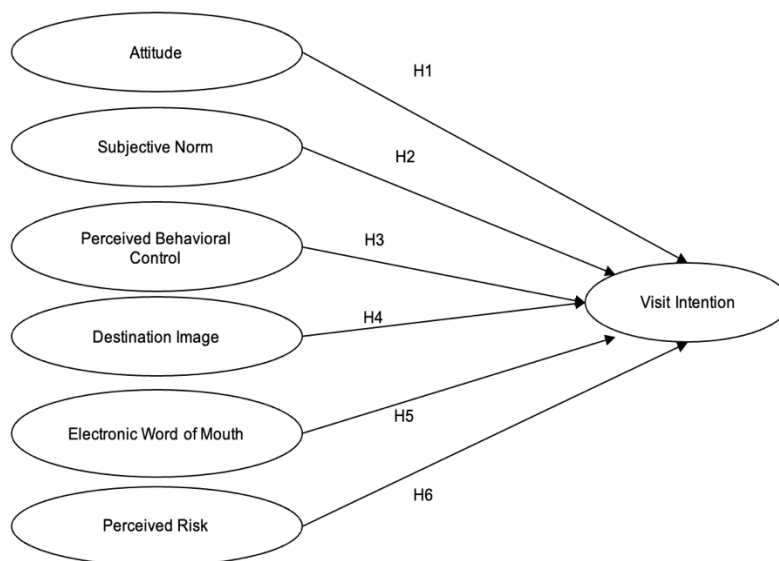 Attitude
H1
Subjective Norm
H2
Perceived Behavioral
Control
H3
Visit Intention
Destination Image
H4
Electronic Word of Mouth
H5
Perceived Risk
H6